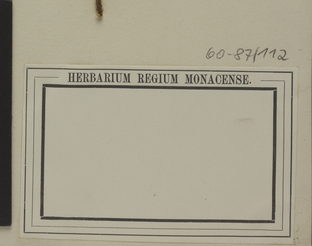 60-87/112
HERBARIUM REGIUM MONACENSE.